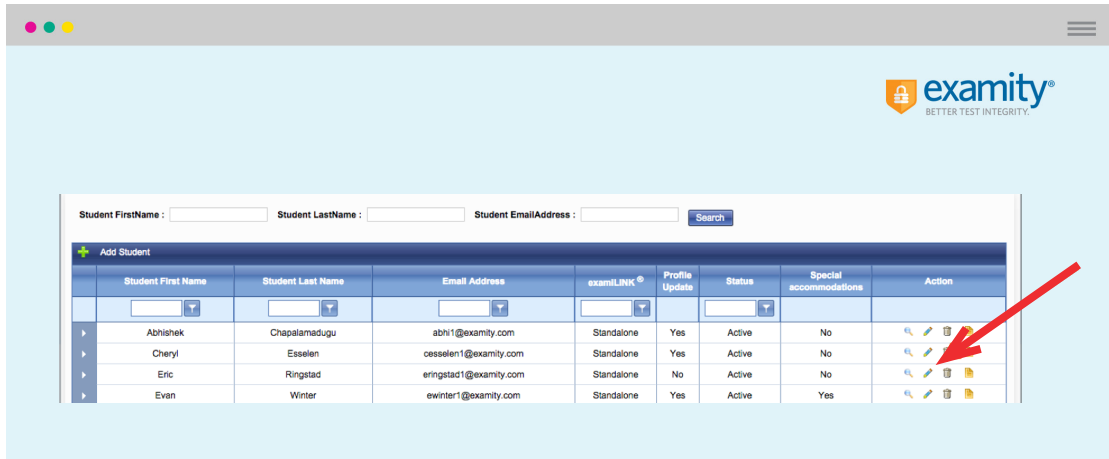 examity®
BETTER TEST INTEGRITY.
Student FirstName : Student LastName : Student EmailAddress : Search
Add Student
Student First Name Student Last Name Email Address examiLINK ® Profile Update Status Special accommodations Action
Abhishek Chapalamadugu abhi1@examity.com Standalone Yes Active No
Cheryl Esselen cesselen1@examity.com Standalone Yes Active No
Eric Ringstad eringstad1@examity.com Standalone No Active No
Evan Winter ewinter1@examity.com Standalone Yes Active Yes